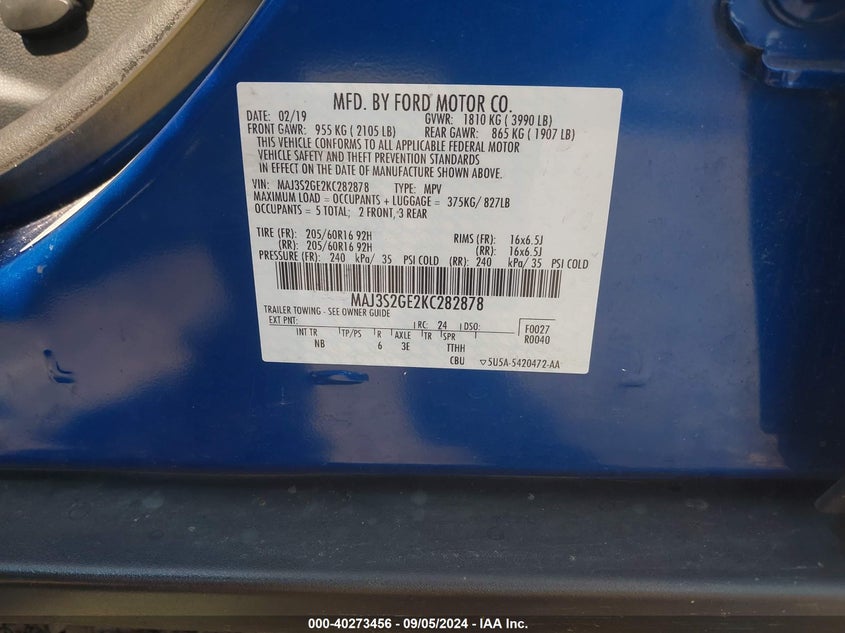 MFD. BY FORD MOTOR CO.
DATE: 02/19 GVWR: 1810 KG ( 3990 LB)
FRONT GAWR: 955 KG ( 2105 LB) REAR GAWR: 865 KG ( 1907 LB)
THIS VEHICLE CONFORMS TO ALL APPLICABLE FEDERAL MOTOR
VEHICLE SAFETY AND THEFT PREVENTION STANDARDS
IN EFFECT ON THE DATE OF MANUFACTURE SHOWN ABOVE.
VIN: MAJ3S2GE2KC282878 TYPE: MPV
MAXIMUM LOAD = OCCUPANTS + LUGGAGE = 375KG/ 827LB
OCCUPANTS = 5 TOTAL; 2 FRONT, 3 REAR
TIRE (FR): 205/60R16 92H RIMS (FR): 16x6.5J
(RR): 205/60R16 92H (RR): 16x6.5J
PRESSURE (FR): 240 kPa/ 35 PSI COLD (RR): 240 kPa/ 35 PSI COLD
MAJ3S2GE2KC282878
TRAILER TOWING - SEE OWNER GUIDE
EXT PNT: RC: 24 DSO: F0027
INT TR TP/PS R AXLE TR SPR R0040
NB 6 3E TTHH
CBU ▽5U5A-5420472-AA
000-40273456 - 09/05/2024 - IAA Inc.